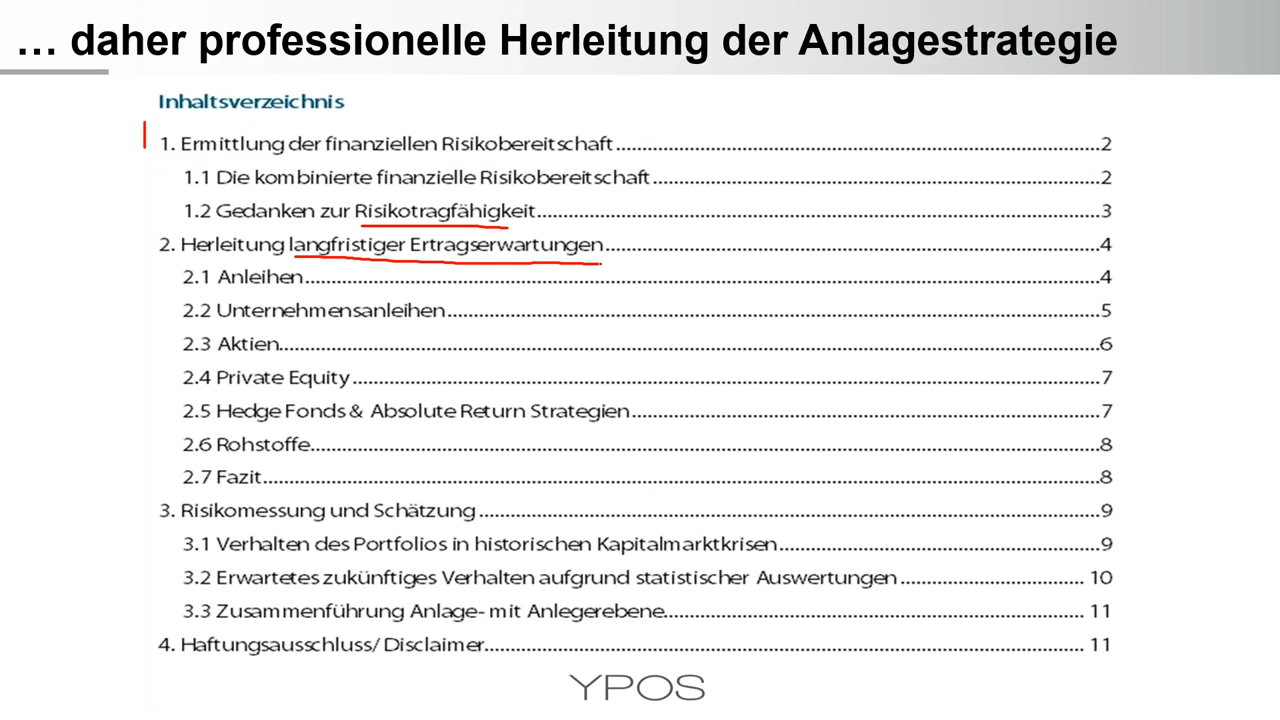 … daher professionelle Herleitung der Anlagestrategie
Inhaltsverzeichnis
1. Ermittlung der finanziellen Risikobereitschaft 2
1.1 Die kombinierte finanzielle Risikobereitschaft 2
1.2 Gedanken zur Risikotragfähigkeit 3
2. Herleitung langfristiger Ertragserwartungen 4
2.1 Anleihen 4
2.2 Unternehmensanleihen 5
2.3 Aktien 6
2.4 Private Equity 7
2.5 Hedge Fonds & Absolute Return Strategien 7
2.6 Rohstoffe 8
2.7 Fazit 8
3. Risikomessung und Schätzung 9
3.1 Verhalten des Portfolios in historischen Kapitalmarktkrisen 9
3.2 Erwartetes zukünftiges Verhalten aufgrund statistischer Auswertungen 10
3.3 Zusammenführung Anlage- mit Anlegerebene 11
4. Haftungsausschluss/ Disclaimer 11
YPOS